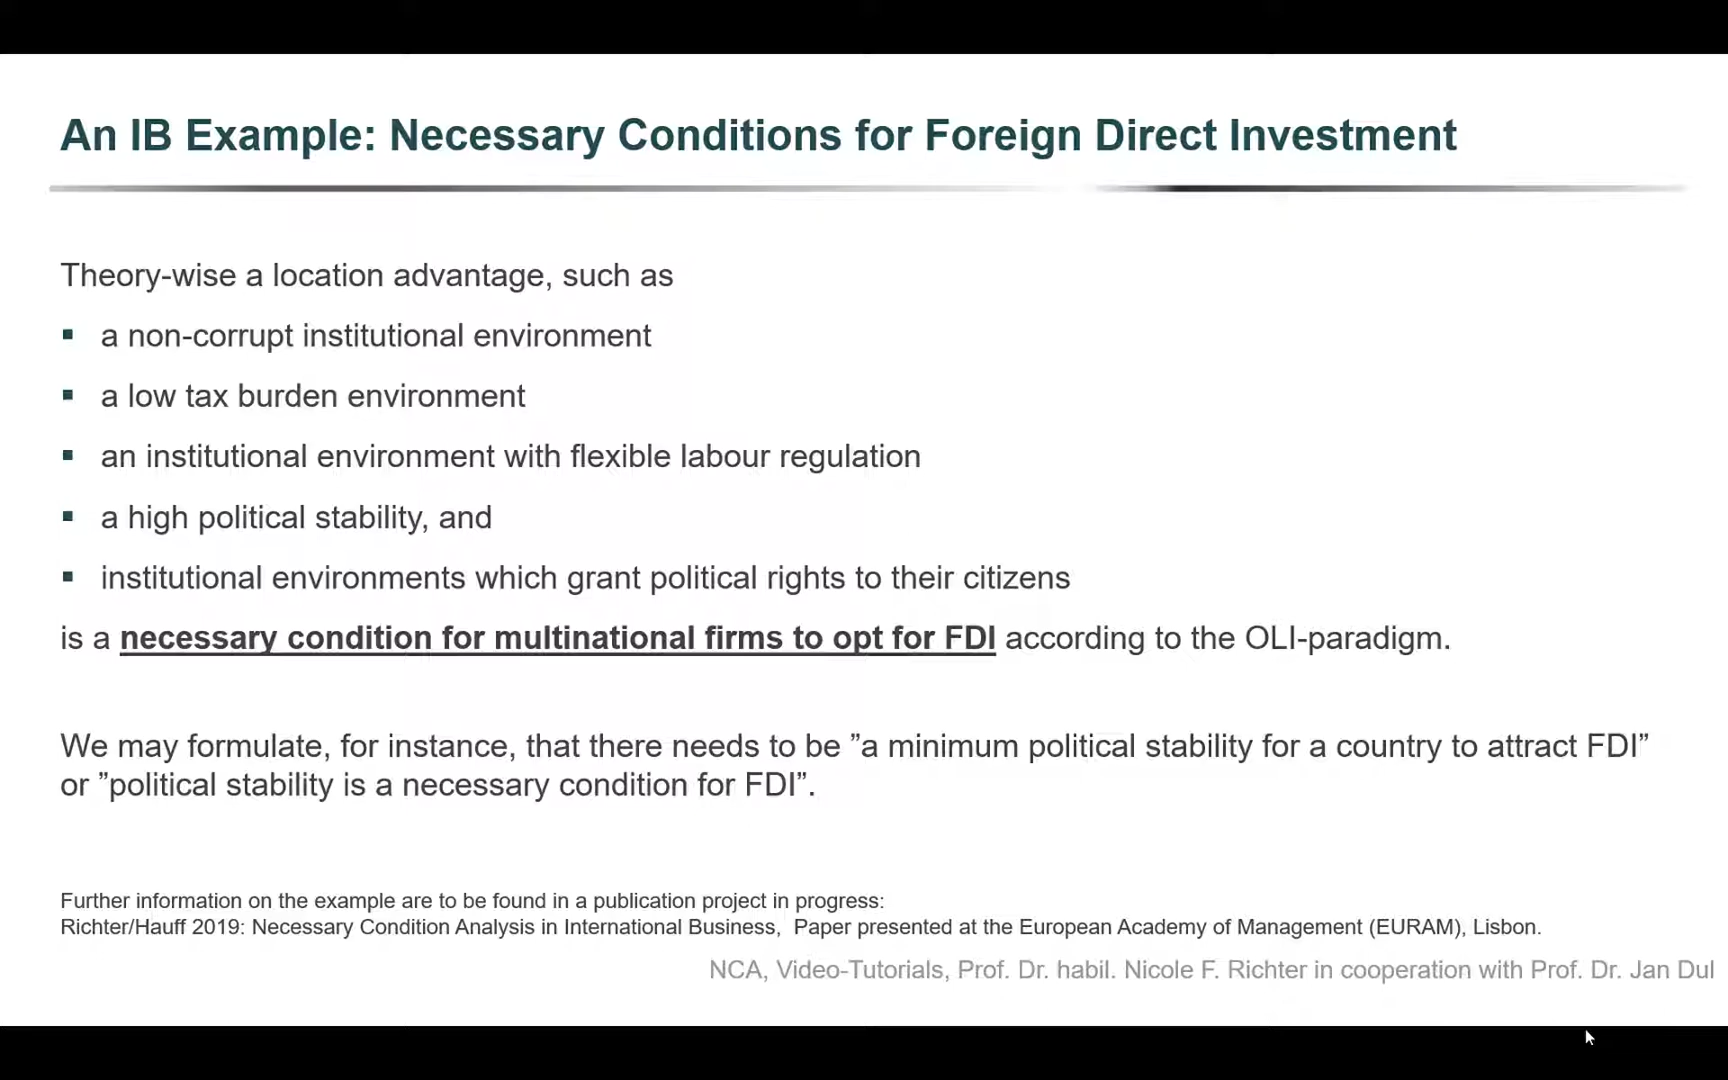 An IB Example: Necessary Conditions for Foreign Direct Investment
Theory-wise a location advantage, such as
▪ a non-corrupt institutional environment
▪ a low tax burden environment
▪ an institutional environment with flexible labour regulation
▪ a high political stability, and
▪ institutional environments which grant political rights to their citizens
is a necessary condition for multinational firms to opt for FDI according to the OLI-paradigm.
We may formulate, for instance, that there needs to be ”a minimum political stability for a country to attract FDI”
or ”political stability is a necessary condition for FDI”.
Further information on the example are to be found in a publication project in progress:
Richter/Hauff 2019: Necessary Condition Analysis in International Business, Paper presented at the European Academy of Management (EURAM), Lisbon.
NCA, Video-Tutorials, Prof. Dr. habil. Nicole F. Richter in cooperation with Prof. Dr. Jan Dul